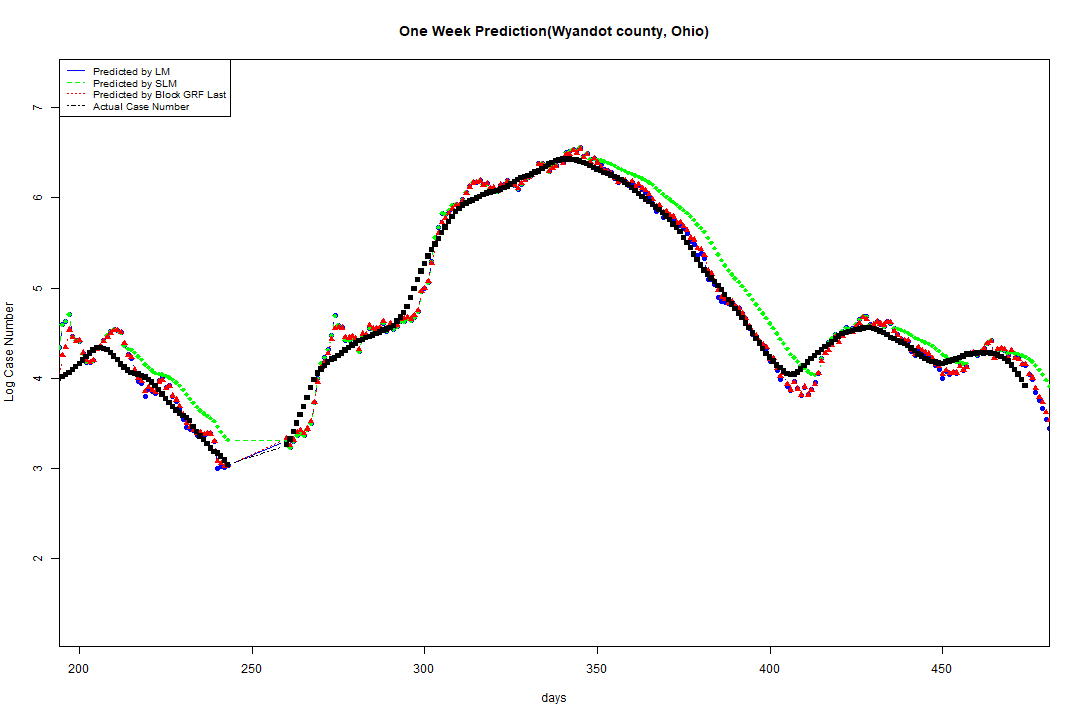 One Week Prediction(Wyandot county, Ohio)
Predicted by LM
Predicted by SLM
Predicted by Block GRF Last
Actual Case Number
7
6
5
4
3
2
Log Case Number
200 250 300 350 400 450
days